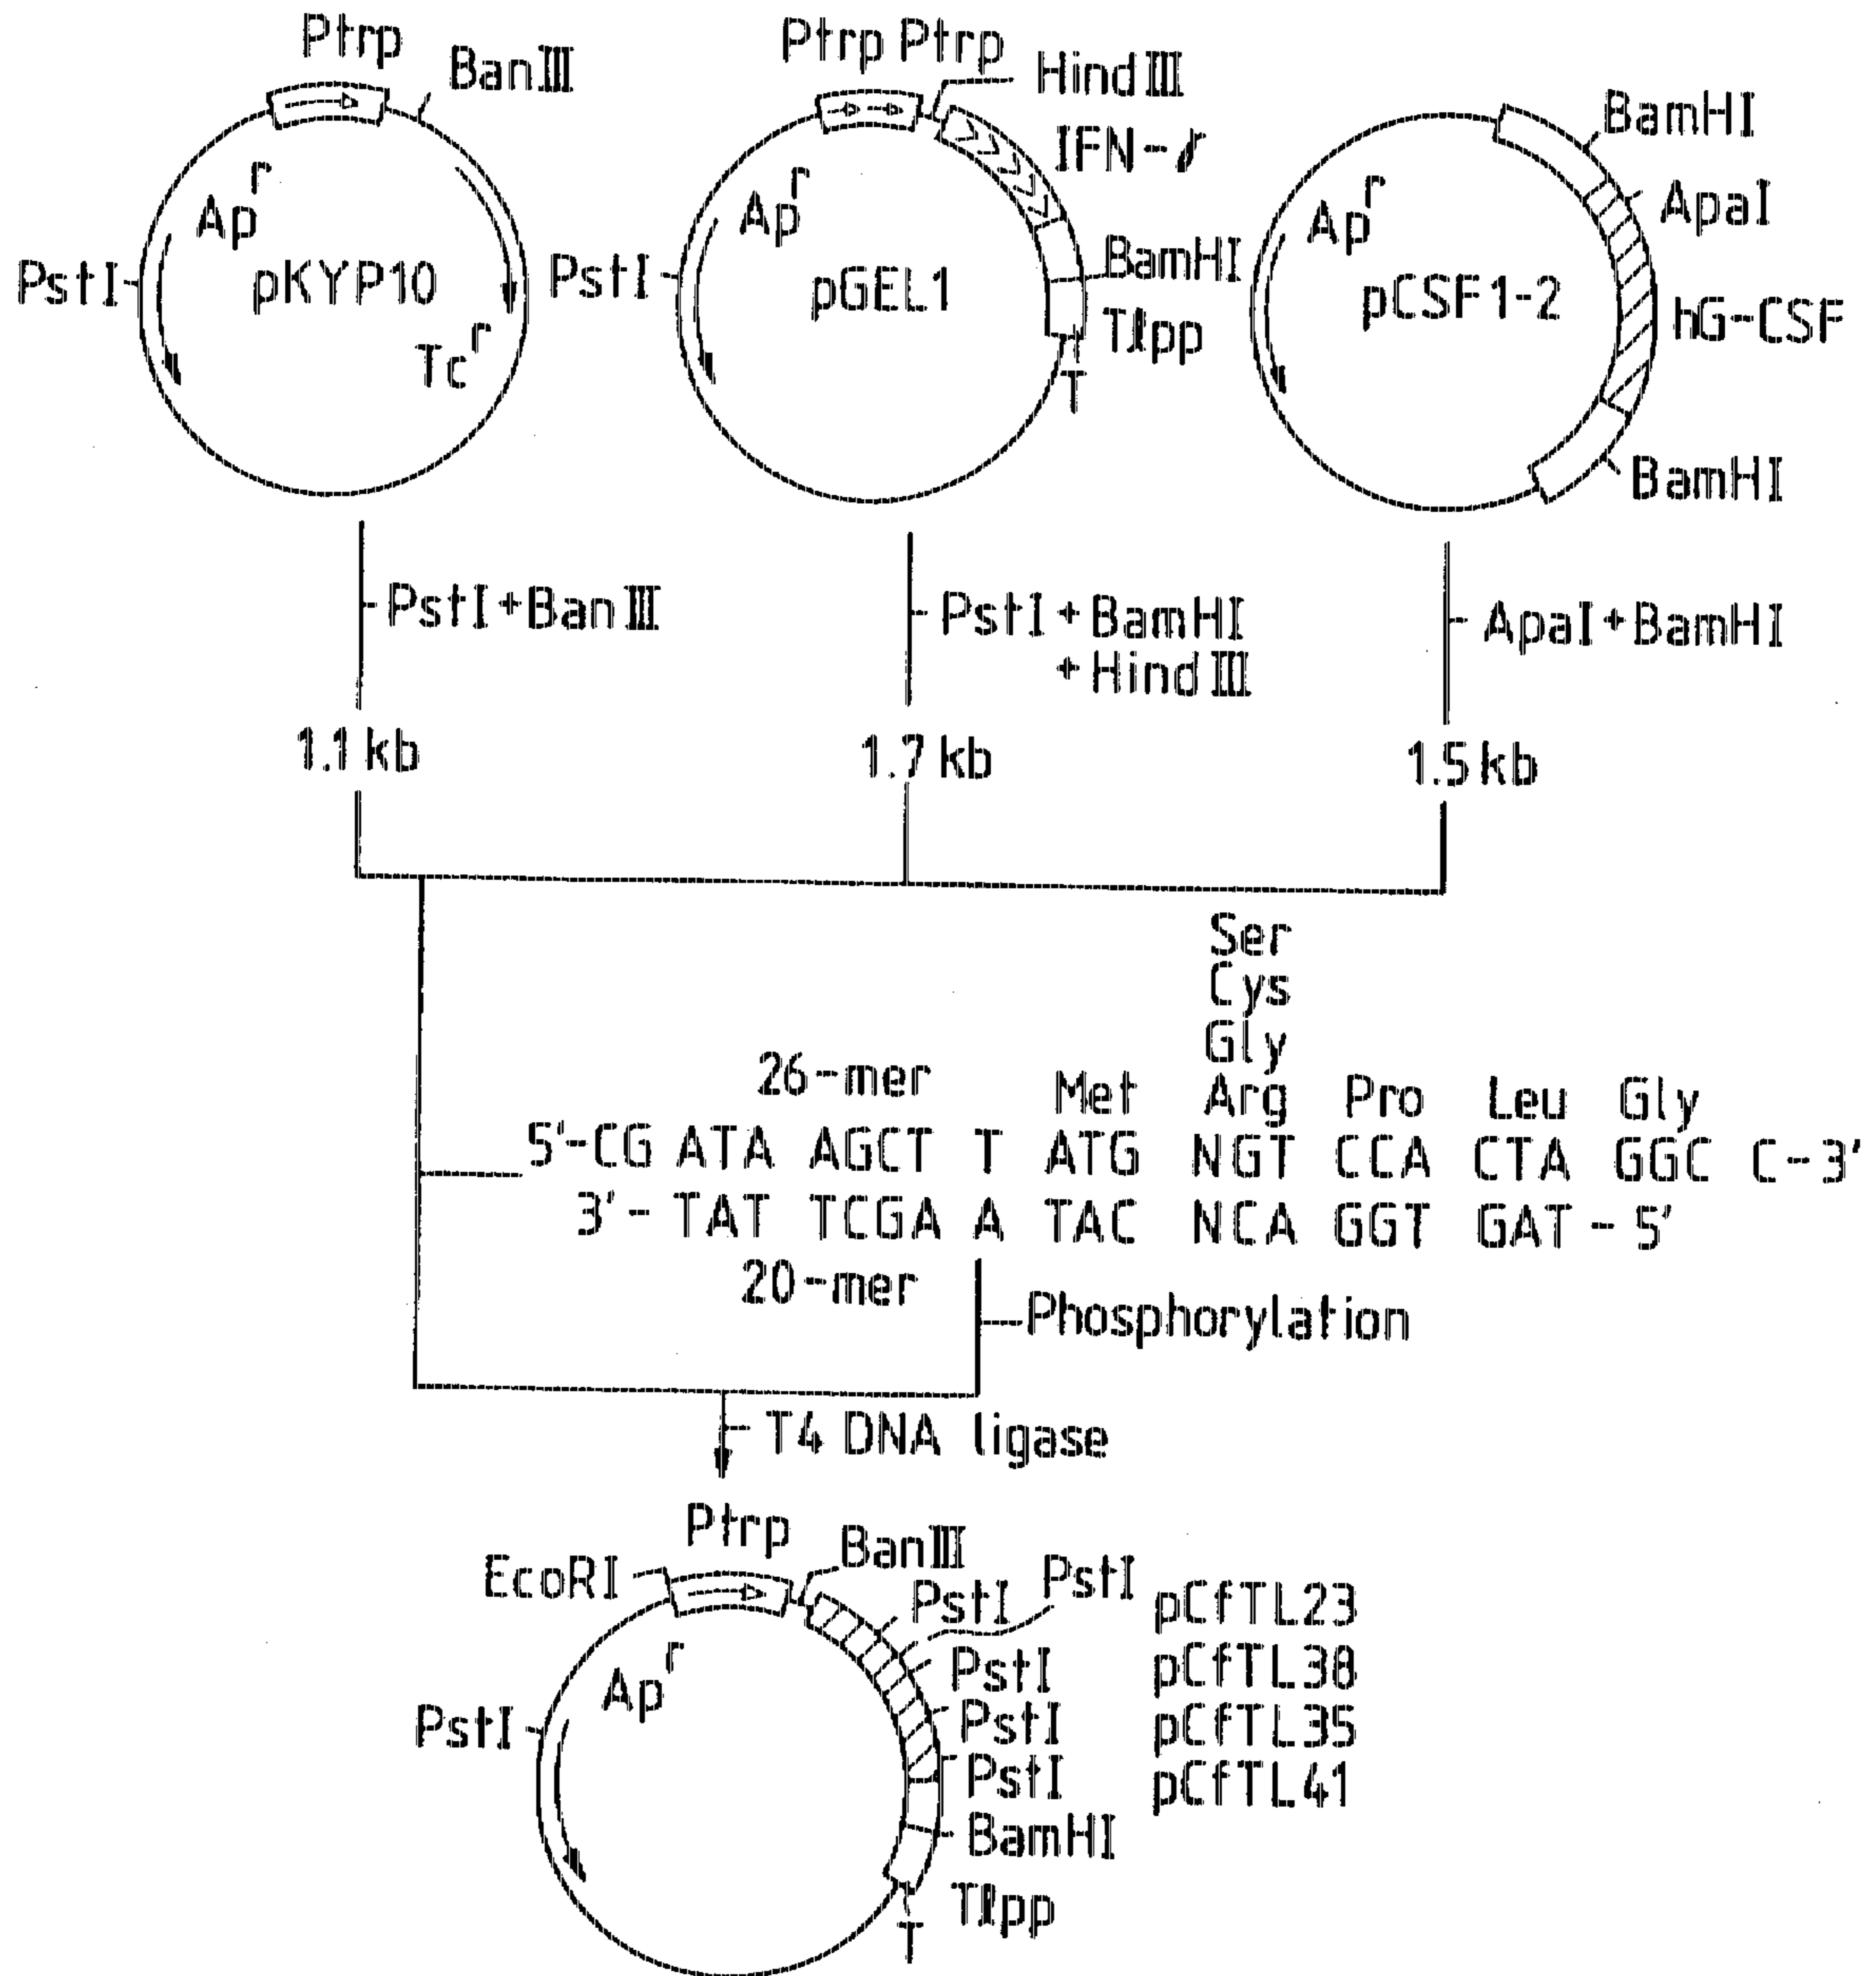 Ptrp
BanIII
Apʳ
PstI
pKYP10
Tcʳ
Ptrp Ptrp
HindIII
IFN-γ
Apʳ
PstI
pGEL1
BamHI
Tlpp
T
BamHI
ApaI
Apʳ
pCSF1-2
hG-CSF
BamHI
PstI+BanIII
PstI+BamHI
+HindIII
ApaI+BamHI
1.1 kb
1.7 kb
1.5 kb
Ser
Cys
Gly
26-mer Met Arg Pro Leu Gly
5'-CG ATA AGCT T ATG NGT CCA CTA GGC C-3'
3'- TAT TCGA A TAC NCA GGT GAT - 5'
20-mer
Phosphorylation
T4 DNA ligase
Ptrp
BanIII
EcoRI
PstI
PstI
pCfTL23
Apʳ
PstI
pCfTL38
PstI
PstI
pCfTL35
PstI
pCfTL41
BamHI
Tlpp
T